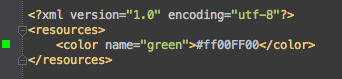 <?xml version="1.0" encoding="utf-8"?>
<resources>
    <color name="green">#ff00FF00</color>
</resources>